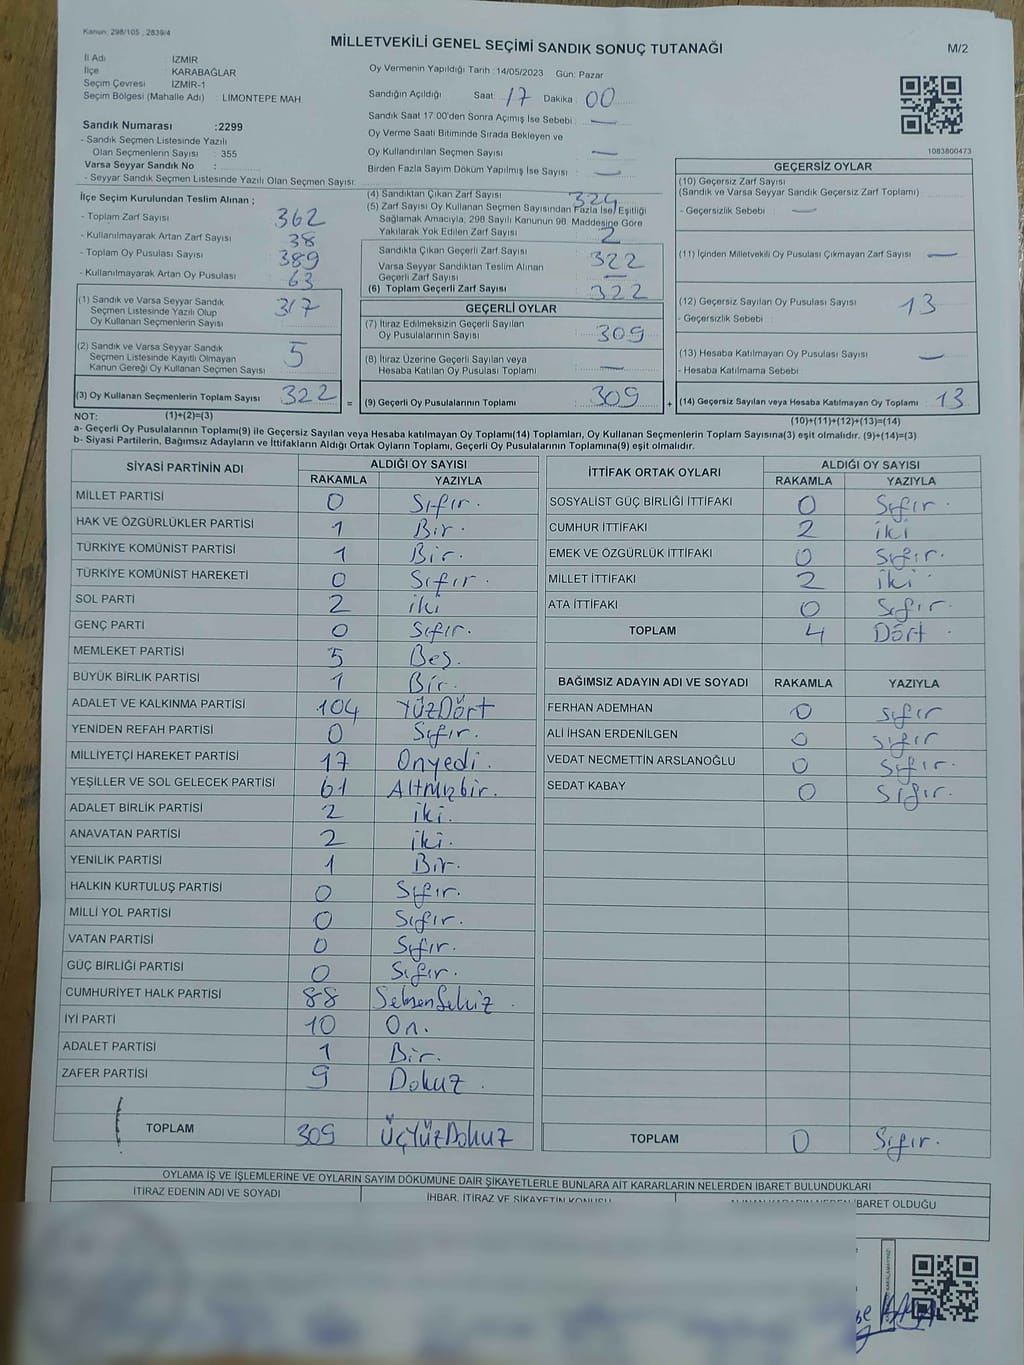 Kanun: 298/105 , 2839/4
MİLLETVEKİLİ GENEL SEÇİMİ SANDIK SONUÇ TUTANAĞI
M/2
İl Adı : İZMİR
İlçe : KARABAĞLAR
Seçim Çevresi : İZMİR-1
Seçim Bölgesi (Mahalle Adı) : LİMONTEPE MAH.
Oy Vermenin Yapıldığı Tarih : 14/05/2023 Gün: Pazar
Sandığın Açıldığı Saat: 17 Dakika : 00
Sandık Saat 17 00'den Sonra Açımış İse Sebebi : —
Oy Verme Saati Bitiminde Sırada Bekleyen ve
Oy Kullandırılan Seçmen Sayısı : —
Birden Fazla Sayım Döküm Yapılmış İse Sayısı : —
1083800473
Sandık Numarası :2299
- Sandık Seçmen Listesinde Yazılı
Olan Seçmenlerin Sayısı : 355
Varsa Seyyar Sandık No :
- Seyyar Sandık Seçmen Listesinde Yazılı Olan Seçmen Sayısı:
İlçe Seçim Kurulundan Teslim Alınan ;
- Toplam Zarf Sayısı : 362
- Kullanılmayarak Artan Zarf Sayısı : 38
- Toplam Oy Pusulası Sayısı : 389
- Kullanılmayarak Artan Oy Pusulası : 63
(1) Sandık ve Varsa Seyyar Sandık
Seçmen Listesinde Yazılı Olup
Oy Kullanan Seçmenlerin Sayısı : 317
(2) Sandık ve Varsa Seyyar Sandık
Seçmen Listesinde Kayıtlı Olmayan
Kanun Gereği Oy Kullanan Seçmen Sayısı : 5
(3) Oy Kullanan Seçmenlerin Toplam Sayısı : 322
(4) Sandıktan Çıkan Zarf Sayısı : 324
(5) Zarf Sayısı Oy Kullanan Seçmen Sayısından Fazla İse Eşitliği
Sağlamak Amacıyla, 298 Sayılı Kanunun 98. Maddesine Göre
Yakılarak Yok Edilen Zarf Sayısı : 2
Sandıkta Çıkan Geçerli Zarf Sayısı : 322
Varsa Seyyar Sandıktan Teslim Alınan
Geçerli Zarf Sayısı : —
(6) Toplam Geçerli Zarf Sayısı : 322
GEÇERLİ OYLAR
(7) İtiraz Edilmeksizin Geçerli Sayılan
Oy Pusulalarının Sayısı : 309
(8) İtiraz Üzerine Geçerli Sayılan veya
Hesaba Katılan Oy Pusulası Toplamı : —
= (9) Geçerli Oy Pusulalarının Toplamı : 309 +
GEÇERSİZ OYLAR
(10) Geçersiz Zarf Sayısı
(Sandık ve Varsa Seyyar Sandık Geçersiz Zarf Toplamı)
- Geçersizlik Sebebi : —
(11) İçinden Milletvekili Oy Pusulası Çıkmayan Zarf Sayısı : —
(12) Geçersiz Sayılan Oy Pusulası Sayısı : 13
- Geçersizlik Sebebi :
(13) Hesaba Katılmayan Oy Pusulası Sayısı : —
- Hesaba Katılmama Sebebi :
(14) Geçersiz Sayılan veya Hesaba Katılmayan Oy Toplamı : 13
NOT: (1)+(2)=(3)
(10)+(11)+(12)+(13)=(14)
a- Geçerli Oy Pusulalarının Toplamı(9) ile Geçersiz Sayılan veya Hesaba katılmayan Oy Toplamı(14) Toplamları, Oy Kullanan Seçmenlerin Toplam Sayısına(3) eşit olmalıdır. (9)+(14)=(3)
b- Siyasi Partilerin, Bağımsız Adayların ve İttifakların Aldığı Ortak Oyların Toplamı, Geçerli Oy Pusulalarının Toplamına(9) eşit olmalıdır.
SİYASİ PARTİNİN ADI ALDIĞI OY SAYISI
RAKAMLA YAZIYLA
MİLLET PARTİSİ 0 Sıfır.
HAK VE ÖZGÜRLÜKLER PARTİSİ 1 Bir.
TÜRKİYE KOMÜNİST PARTİSİ 1 Bir.
TÜRKİYE KOMÜNİST HAREKETİ 0 Sıfır.
SOL PARTİ 2 iki
GENÇ PARTİ 0 Sıfır.
MEMLEKET PARTİSİ 5 Beş.
BÜYÜK BİRLİK PARTİSİ 1 Bir.
ADALET VE KALKINMA PARTİSİ 104 YüzDört
YENİDEN REFAH PARTİSİ 0 Sıfır.
MİLLİYETÇİ HAREKET PARTİSİ 17 Onyedi.
YEŞİLLER VE SOL GELECEK PARTİSİ 61 Altmışbir.
ADALET BİRLİK PARTİSİ 2 iki.
ANAVATAN PARTİSİ 2 iki.
YENİLİK PARTİSİ 1 Bir.
HALKIN KURTULUŞ PARTİSİ 0 Sıfır.
MİLLİ YOL PARTİSİ 0 Sıfır.
VATAN PARTİSİ 0 Sıfır.
GÜÇ BİRLİĞİ PARTİSİ 0 Sıfır.
CUMHURİYET HALK PARTİSİ 88 SeksenSekiz
İYİ PARTİ 10 On.
ADALET PARTİSİ 1 Bir.
ZAFER PARTİSİ 9 Dokuz.
TOPLAM 309 ÜçYüzDokuz
İTTİFAK ORTAK OYLARI ALDIĞI OY SAYISI
RAKAMLA YAZIYLA
SOSYALİST GÜÇ BİRLİĞİ İTTİFAKI 0 Sıfır.
CUMHUR İTTİFAKI 2 iki
EMEK VE ÖZGÜRLÜK İTTİFAKI 0 Sıfır.
MİLLET İTTİFAKI 2 iki
ATA İTTİFAKI 0 Sıfır.
TOPLAM 4 Dört
BAĞIMSIZ ADAYIN ADI VE SOYADI RAKAMLA YAZIYLA
FERHAN ADEMHAN 0 sıfır
ALİ İHSAN ERDENİLGEN 0 sıfır
VEDAT NECMETTİN ARSLANOĞLU 0 Sıfır.
SEDAT KABAY 0 Sıfır.
TOPLAM 0 Sıfır.
OYLAMA İŞ VE İŞLEMLERİNE VE OYLARIN SAYIM DÖKÜMÜNE DAİR ŞİKAYETLERLE BUNLARA AİT KARARLARIN NELERDEN İBARET BULUNDUKLARI
İTİRAZ EDENİN ADI VE SOYADI İHBAR, İTİRAZ VE ŞİKAYETİN KONUSU ALINAN KARARIN NEDEN İBARET OLDUĞU